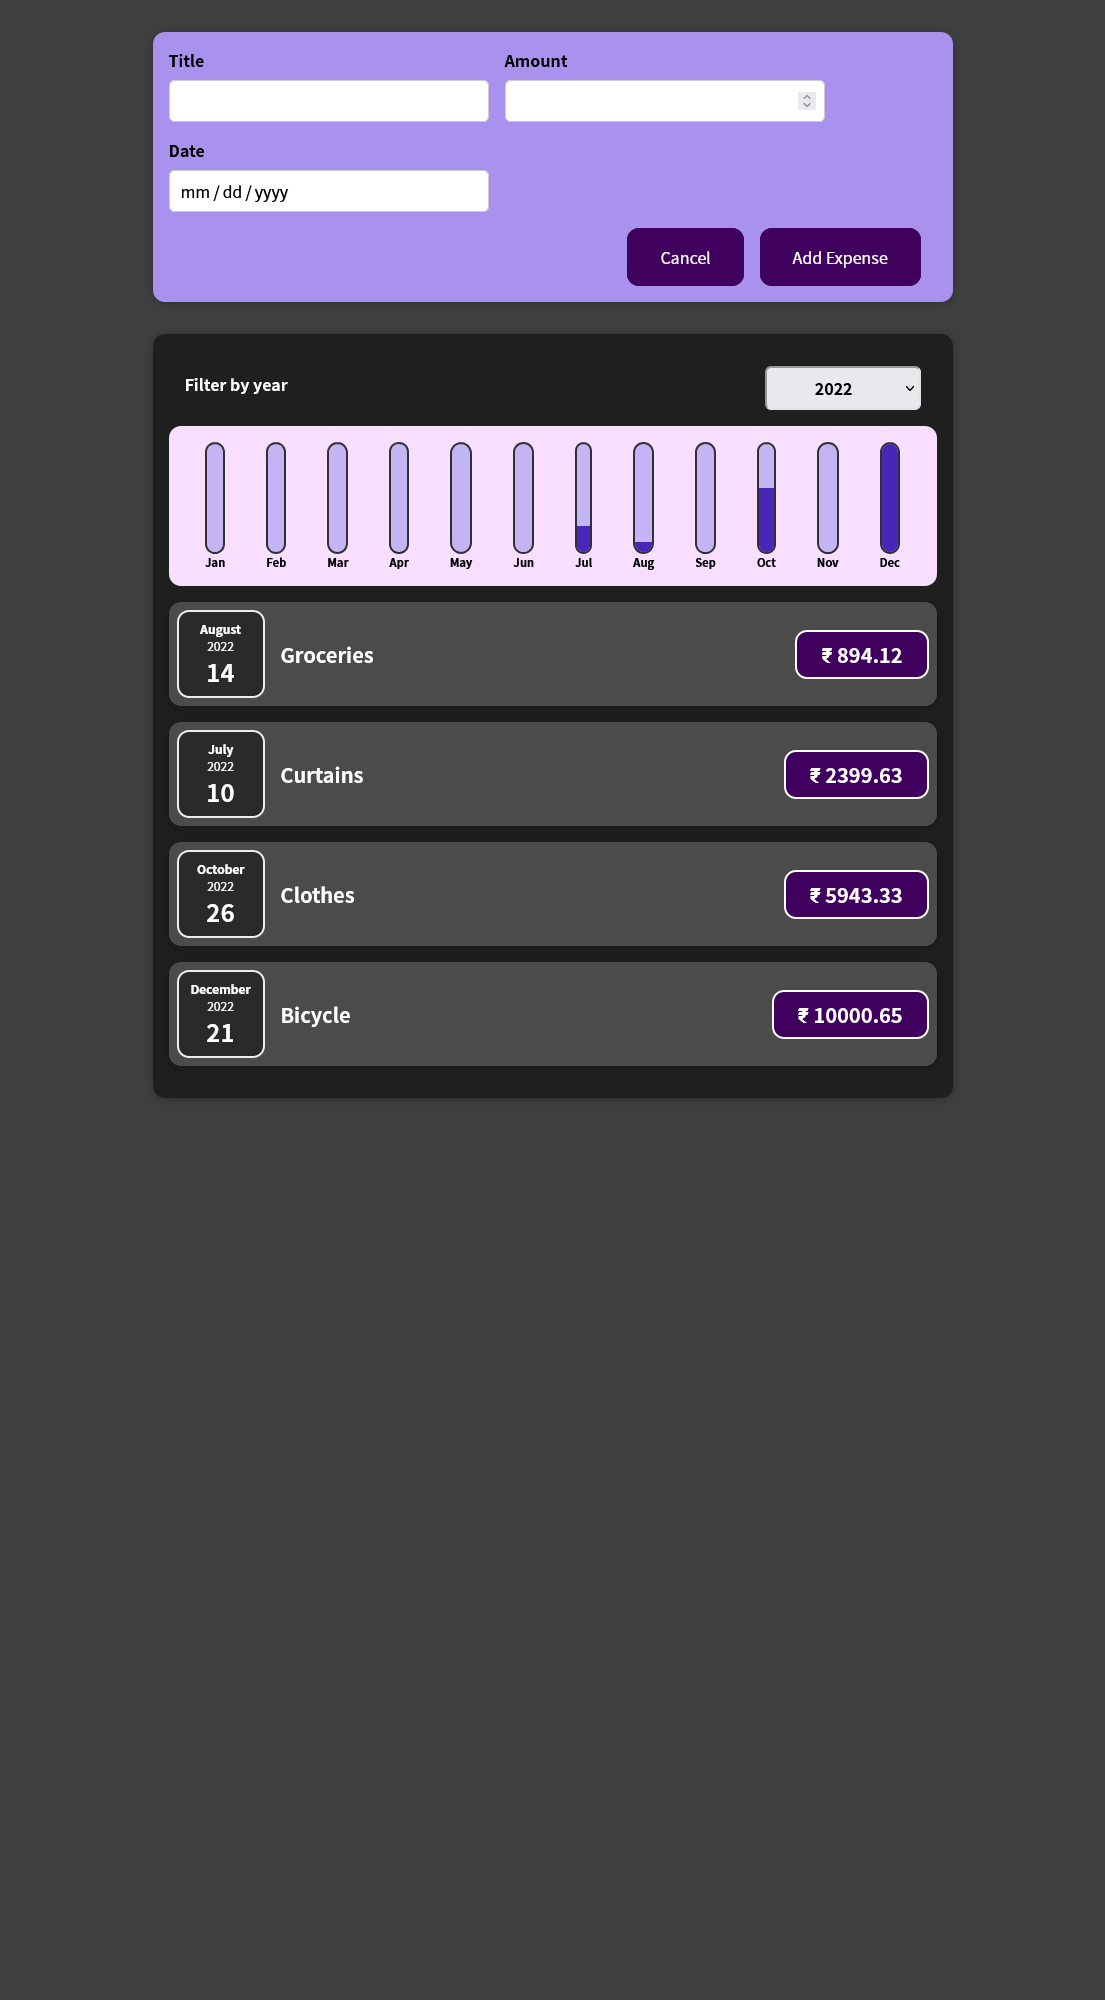 Title Amount
Date
mm / dd / yyyy
Cancel Add Expense
Filter by year 2022
Jan Feb Mar Apr May Jun Jul Aug Sep Oct Nov Dec
August
2022
14
Groceries
₹ 894.12
July
2022
10
Curtains
₹ 2399.63
October
2022
26
Clothes
₹ 5943.33
December
2022
21
Bicycle
₹ 10000.65